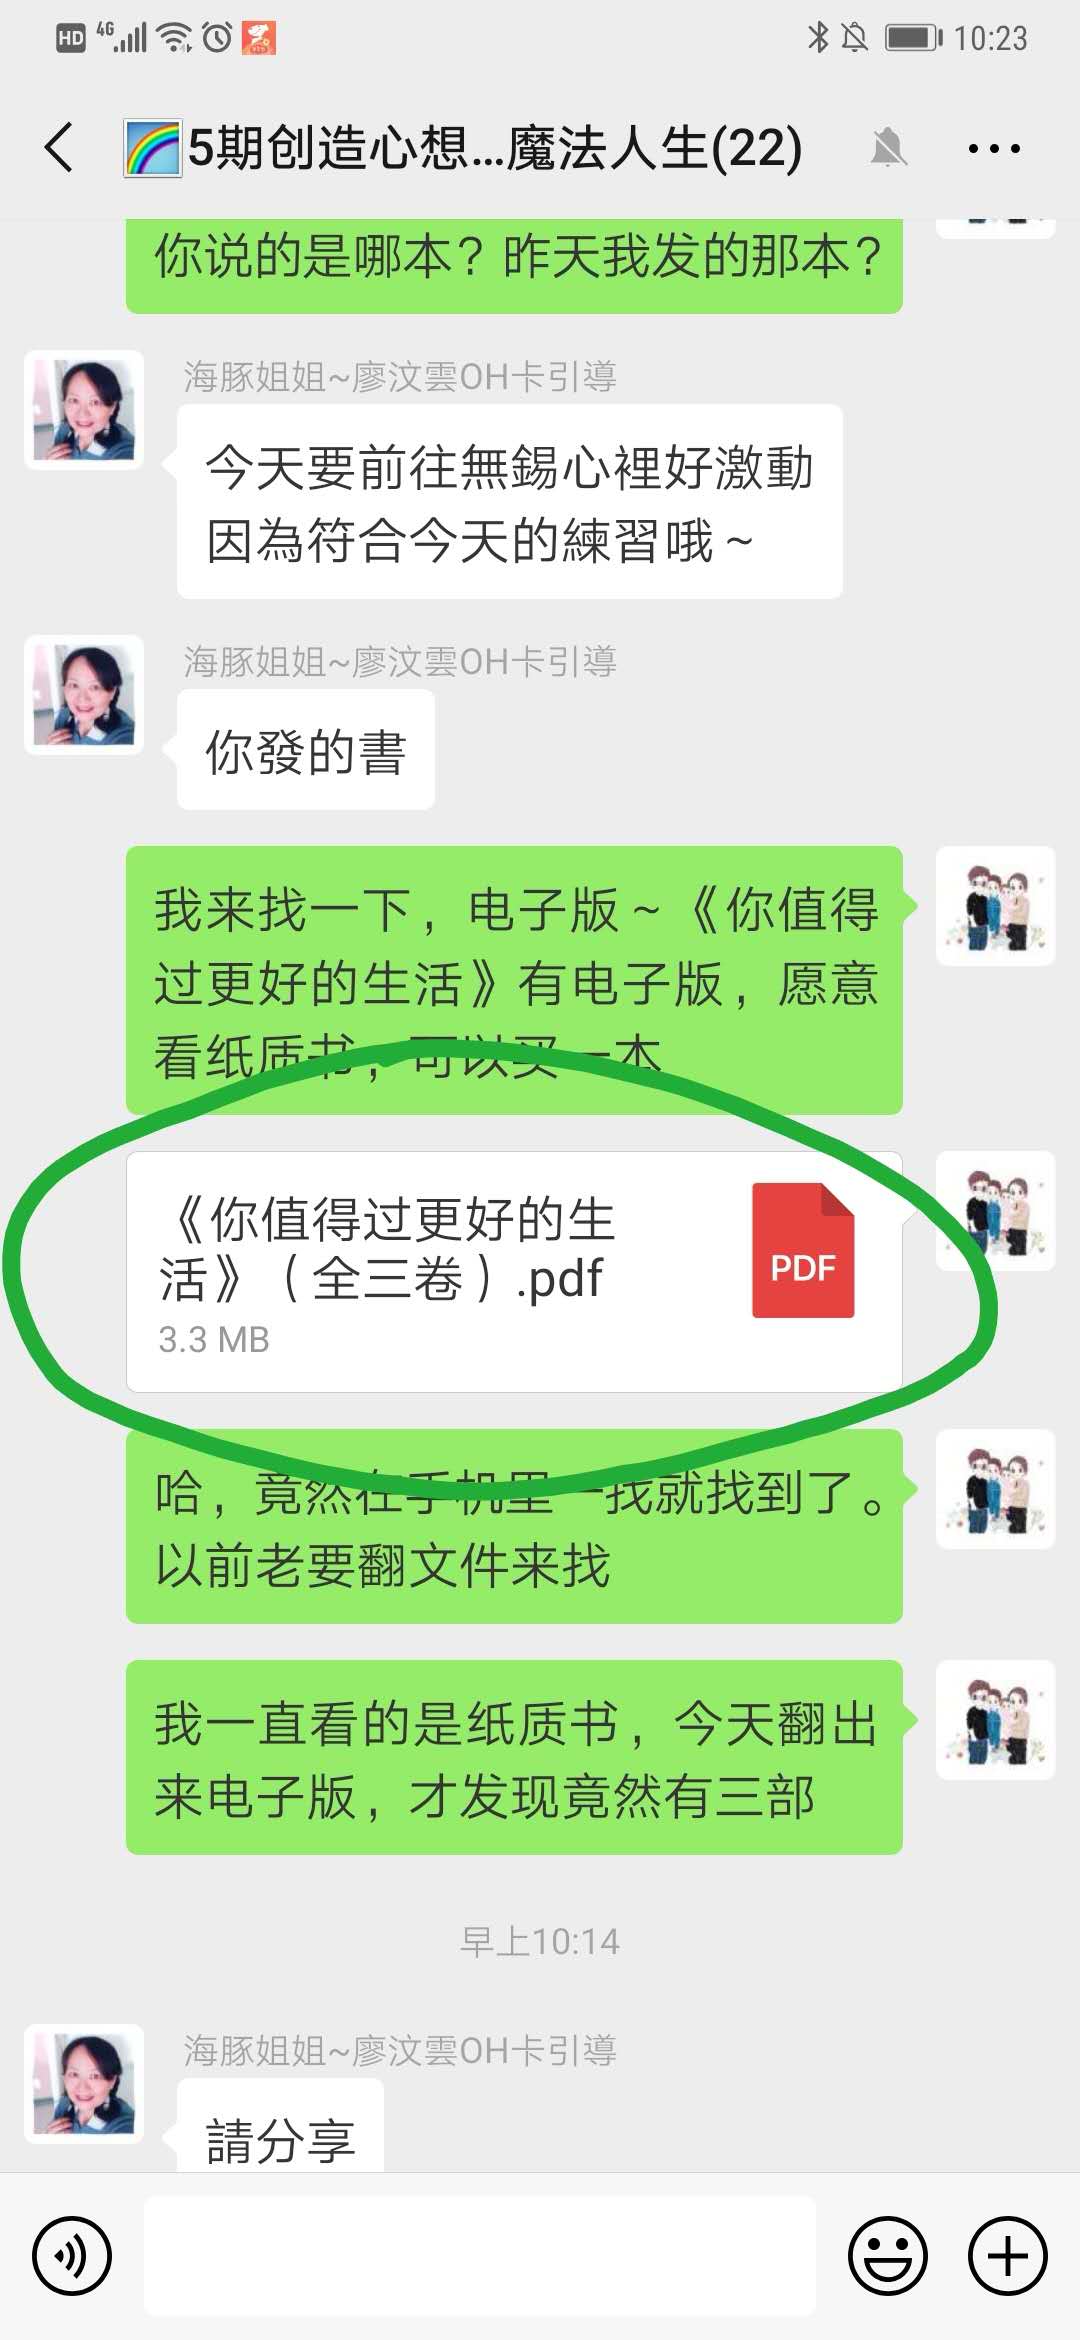 HD 4G 10:23
5期创造心想...魔法人生(22)
你说的是哪本？昨天我发的那本？
海豚姐姐~廖汶雲OH卡引導
今天要前往無錫心裡好激動
因為符合今天的練習哦~
海豚姐姐~廖汶雲OH卡引導
你發的書
我来找一下，电子版~《你值得
过更好的生活》有电子版，愿意
看纸质书，可以买一本
《你值得过更好的生
活》（全三卷）.pdf
PDF
3.3 MB
哈，竟然在手机里一找就找到了。
以前老要翻文件来找
我一直看的是纸质书，今天翻出
来电子版，才发现竟然有三部
早上10:14
海豚姐姐~廖汶雲OH卡引導
請分享